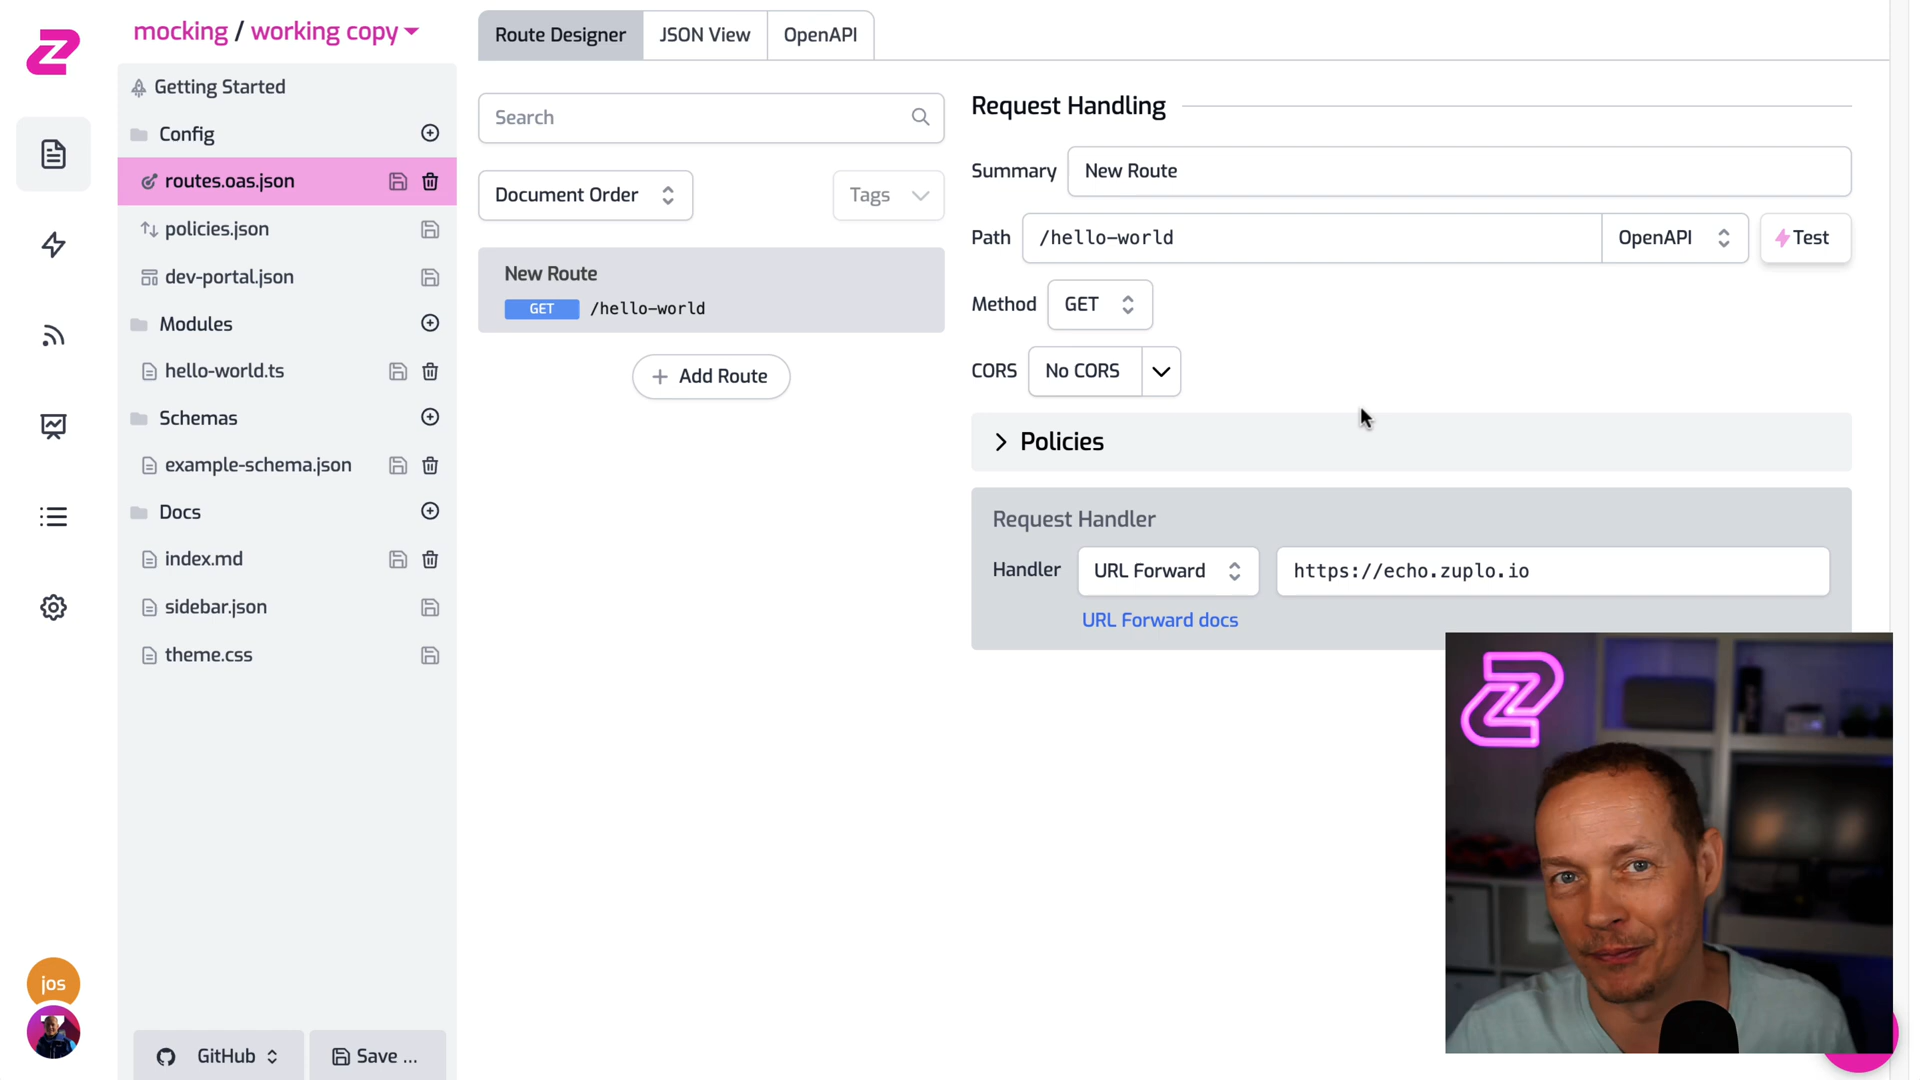 mocking / working copy
Getting Started
Config
routes.oas.json
policies.json
dev-portal.json
Modules
hello-world.ts
Schemas
example-schema.json
Docs
index.md
sidebar.json
theme.css
jos
GitHub
Save ...
Route Designer
JSON View
OpenAPI
Search
Document Order
Tags
New Route
GET
/hello-world
Add Route
Request Handling
Summary
New Route
Path
/hello-world
OpenAPI
Test
Method
GET
CORS
No CORS
Policies
Request Handler
Handler
URL Forward
https://echo.zuplo.io
URL Forward docs